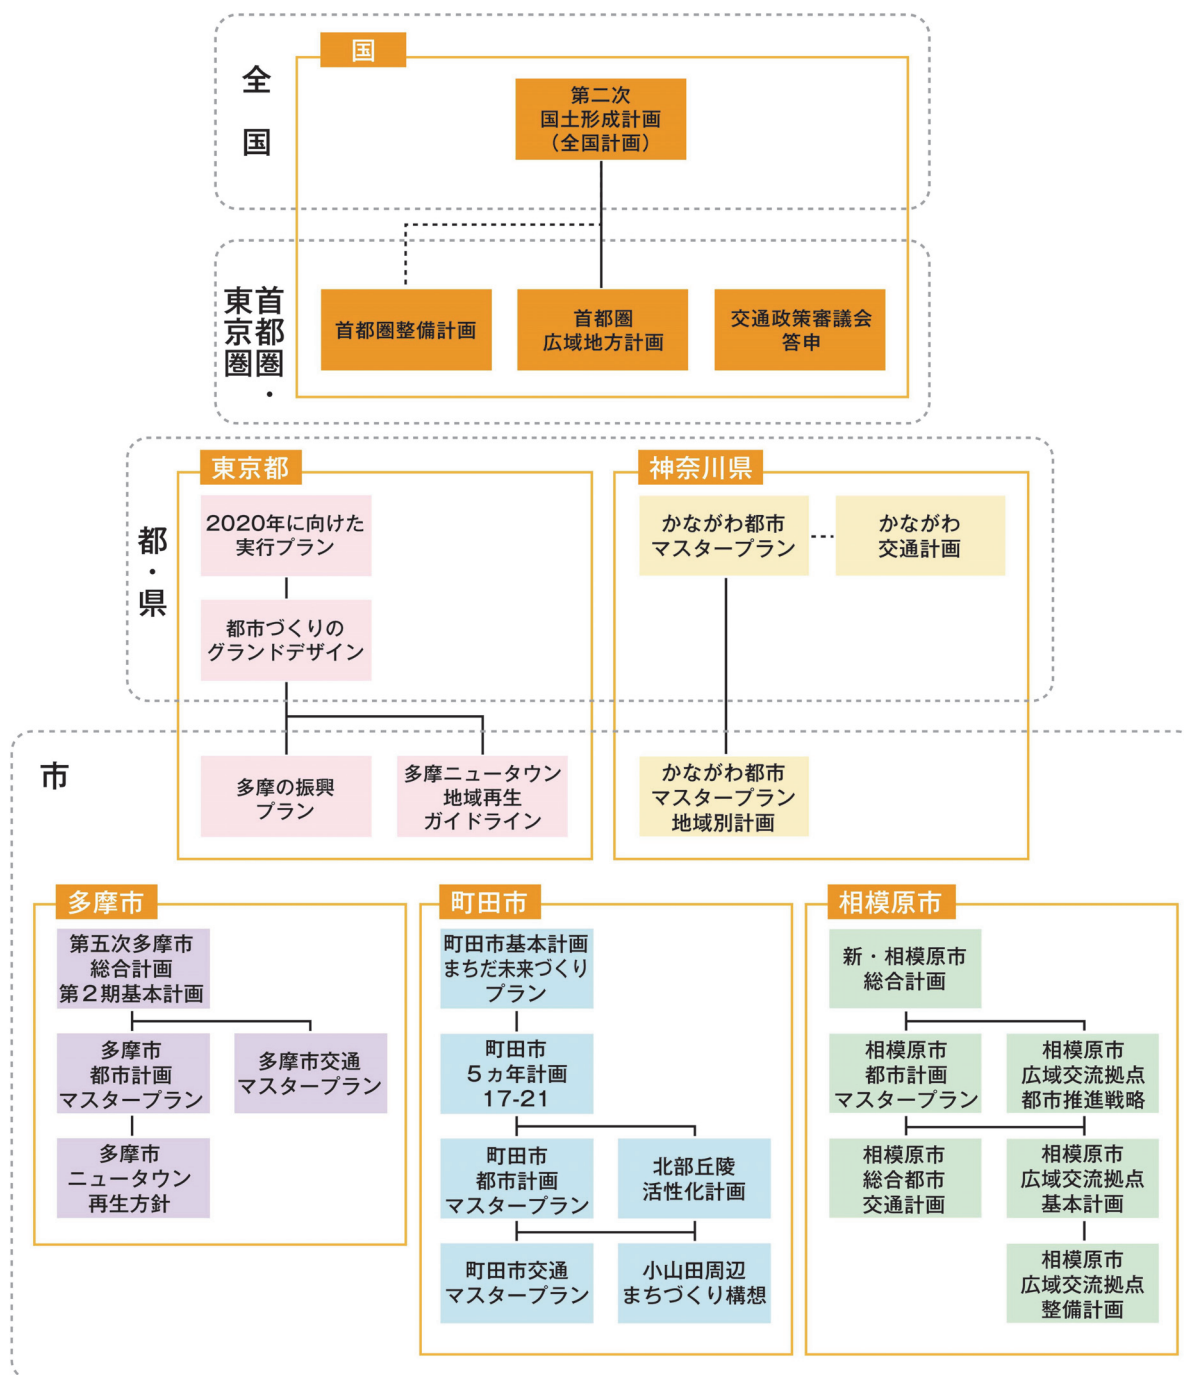 全国
国
第二次
国土形成計画
（全国計画）
首都圏・
東京圏
首都圏整備計画
首都圏
広域地方計画
交通政策審議会
答申
都・県
東京都
2020年に向けた
実行プラン
都市づくりの
グランドデザイン
多摩の振興
プラン
多摩ニュータウン
地域再生
ガイドライン
神奈川県
かながわ都市
マスタープラン
かながわ
交通計画
かながわ都市
マスタープラン
地域別計画
市
多摩市
第五次多摩市
総合計画
第２期基本計画
多摩市
都市計画
マスタープラン
多摩市交通
マスタープラン
多摩市
ニュータウン
再生方針
町田市
町田市基本計画
まちだ未来づくり
プラン
町田市
５ヵ年計画
17-21
町田市
都市計画
マスタープラン
北部丘陵
活性化計画
町田市交通
マスタープラン
小山田周辺
まちづくり構想
相模原市
新・相模原市
総合計画
相模原市
都市計画
マスタープラン
相模原市
広域交流拠点
都市推進戦略
相模原市
総合都市
交通計画
相模原市
広域交流拠点
基本計画
相模原市
広域交流拠点
整備計画